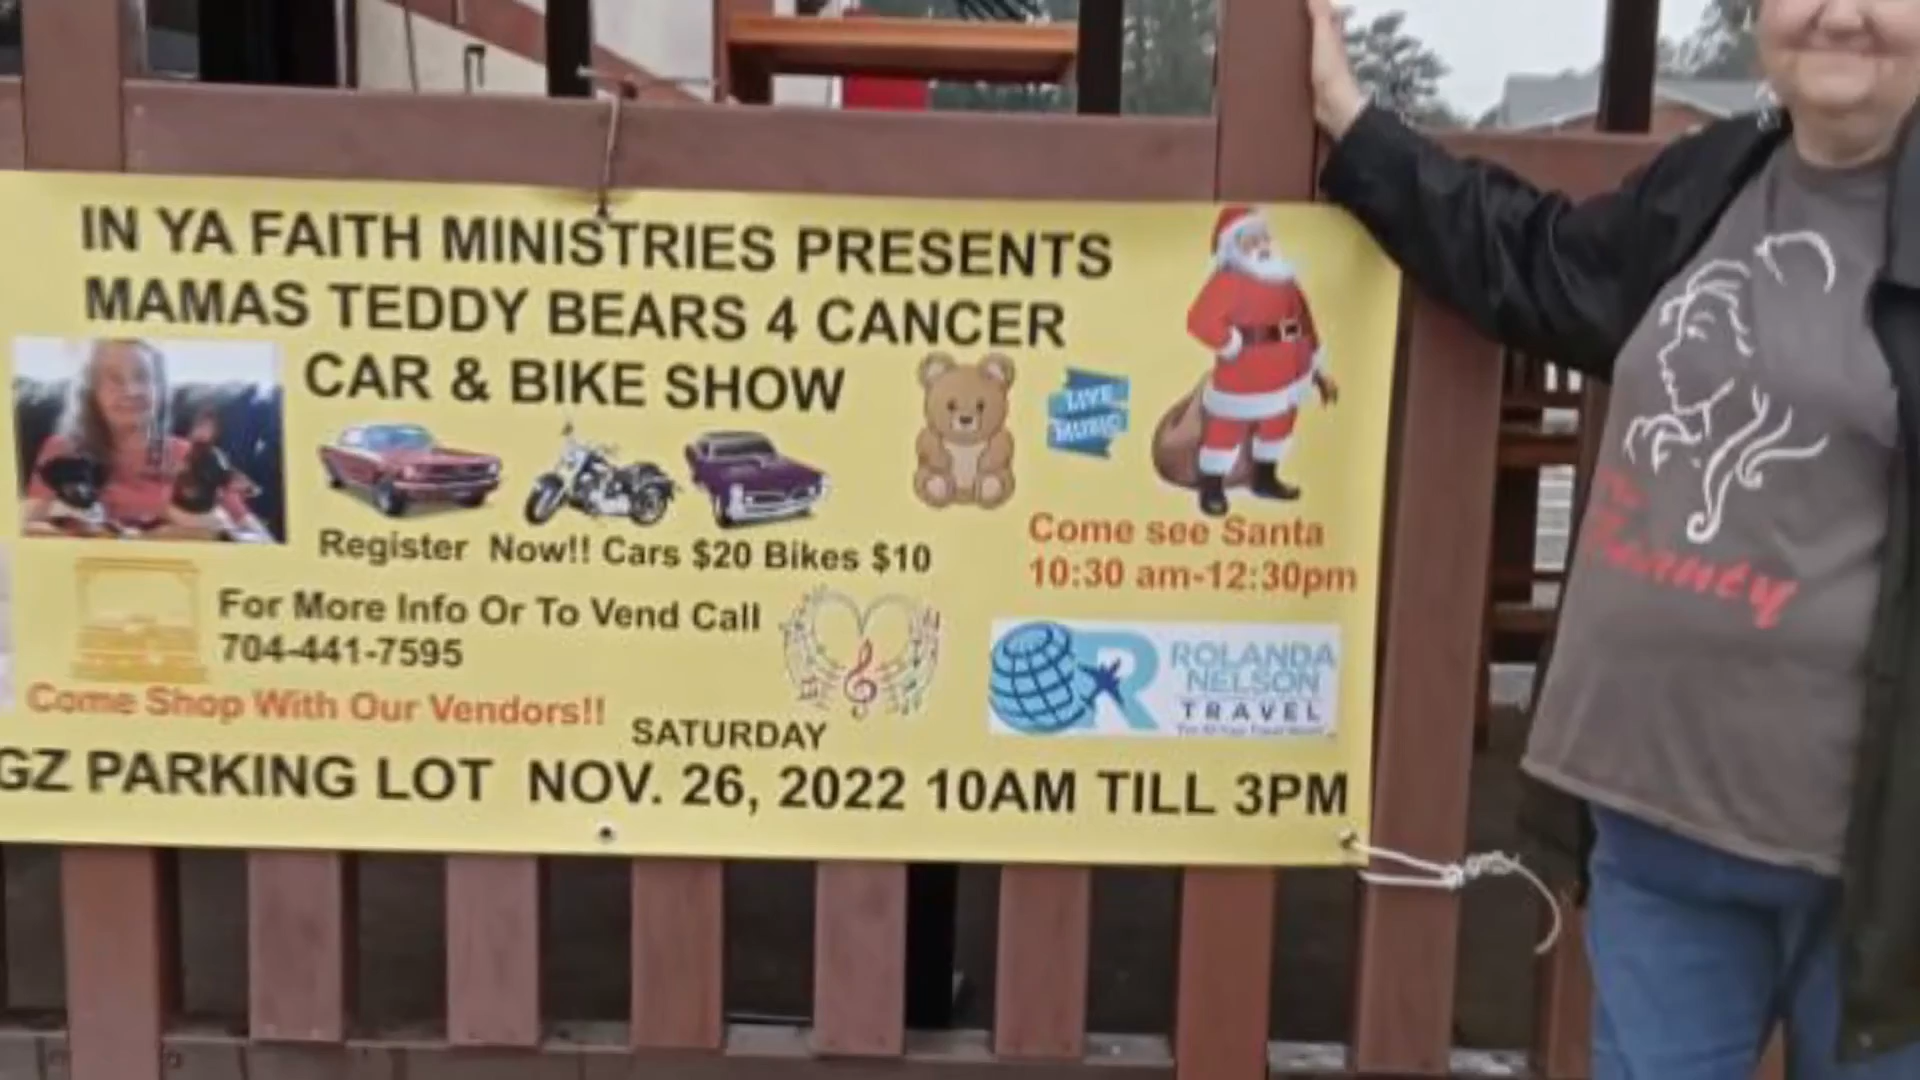 IN YA FAITH MINISTRIES PRESENTS
MAMAS TEDDY BEARS 4 CANCER
CAR & BIKE SHOW
LIVE
MUSIC
Register Now!! Cars $20 Bikes $10
Come see Santa
10:30 am-12:30pm
For More Info Or To Vend Call
704-441-7595
ROLANDA
NELSON
TRAVEL
Come Shop With Our Vendors!!
SATURDAY
GZ PARKING LOT NOV. 26, 2022 10AM TILL 3PM